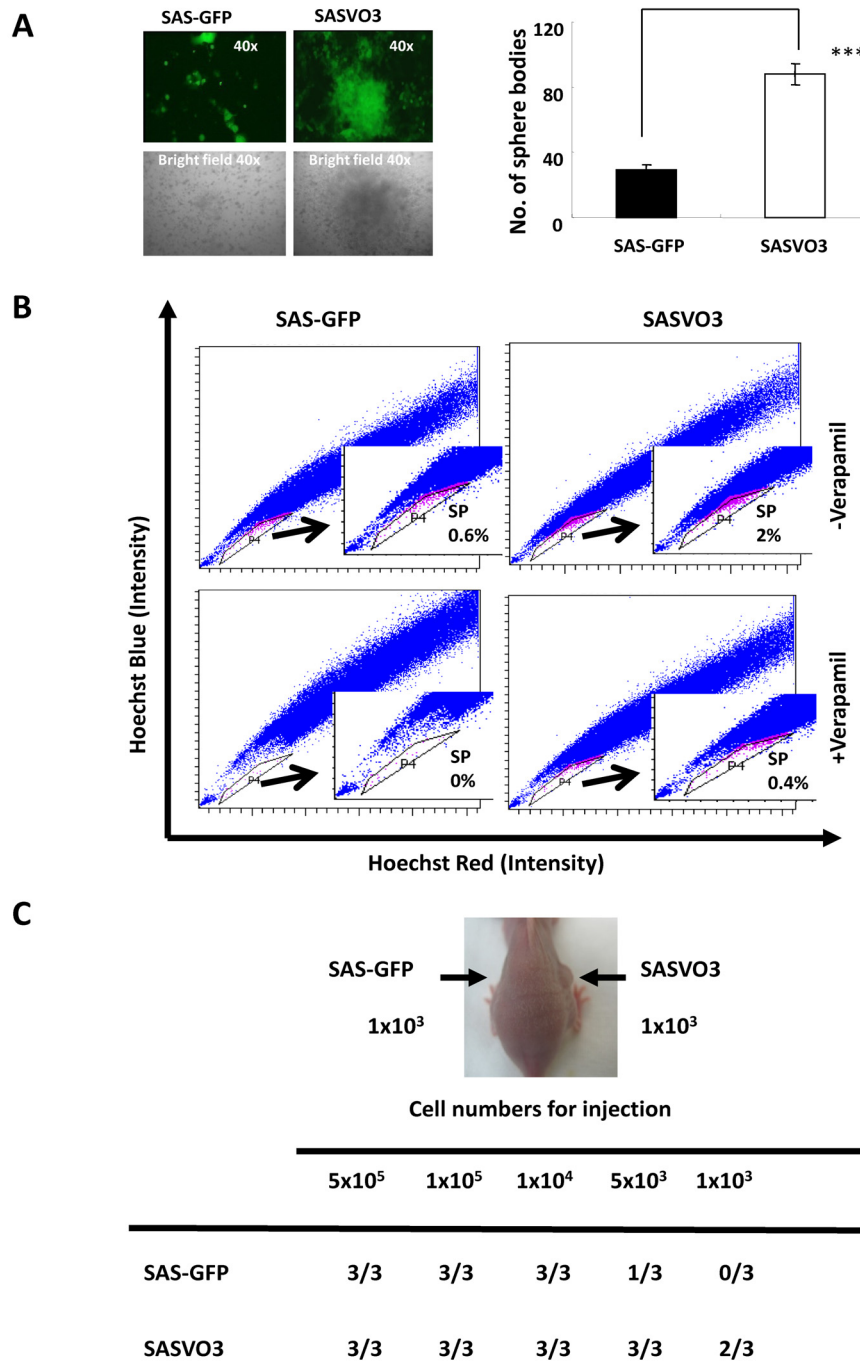 A
SAS-GFP
SASVO3
40x
40x
Bright field 40x
Bright field 40x
No. of sphere bodies
120
80
40
0
***
SAS-GFP
SASVO3
B
SAS-GFP
SASVO3
Hoechst Blue (Intensity)
P4
P4
SP
0.6%
P4
P4
SP
2%
-Verapamil
P4
P4
SP
0%
P4
P4
SP
0.4%
+Verapamil
Hoechst Red (Intensity)
C
SAS-GFP
SASVO3
1x10³
1x10³
Cell numbers for injection
5x10⁵ 1x10⁵ 1x10⁴ 5x10³ 1x10³
SAS-GFP 3/3 3/3 3/3 1/3 0/3
SASVO3 3/3 3/3 3/3 3/3 2/3